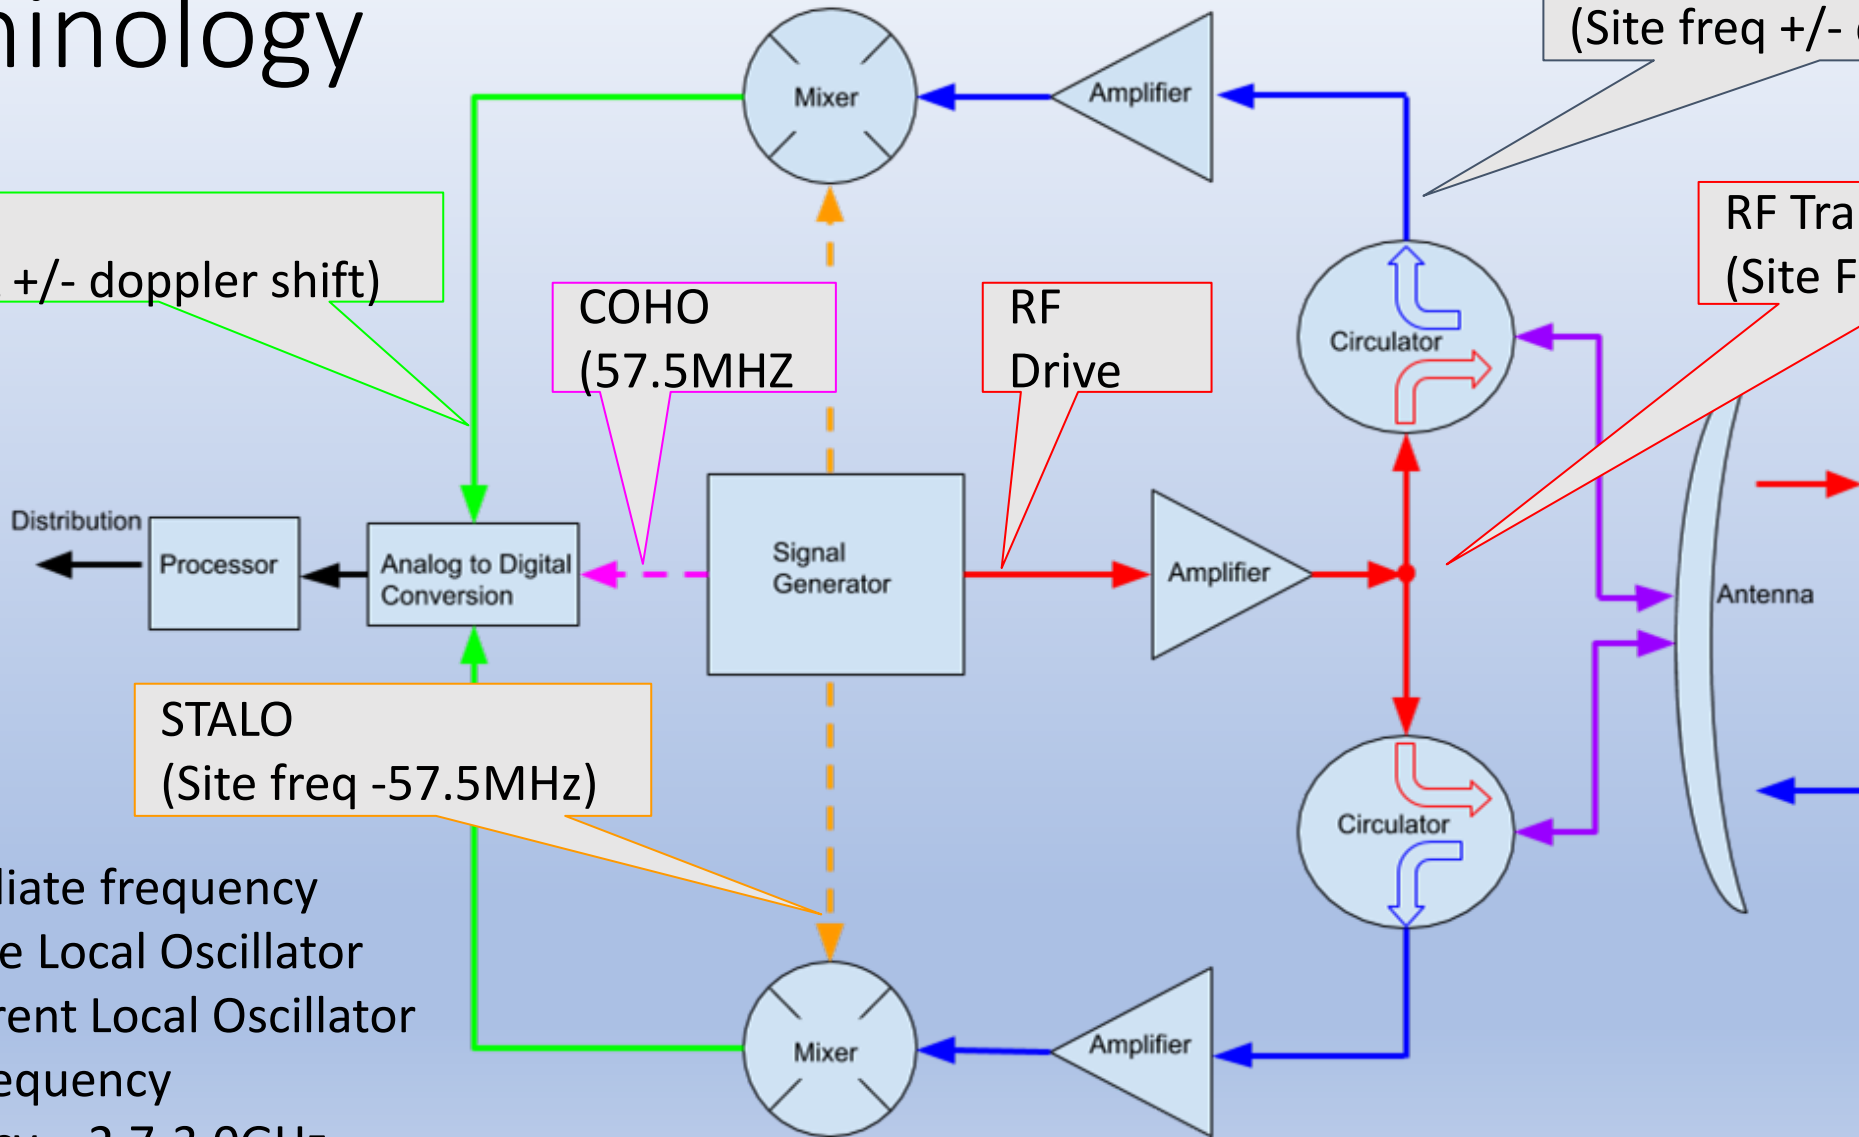 minology
(Site freq +/-
Mixer
Amplifier
RF Tra
(Site F
+/- doppler shift)
COHO
(57.5MHZ
RF
Drive
Circulator
Distribution
Processor
Analog to Digital
Conversion
Signal
Generator
Amplifier
Antenna
STALO
(Site freq -57.5MHz)
Circulator
liate frequency
e Local Oscillator
rent Local Oscillator
equency
Mixer
Amplifier